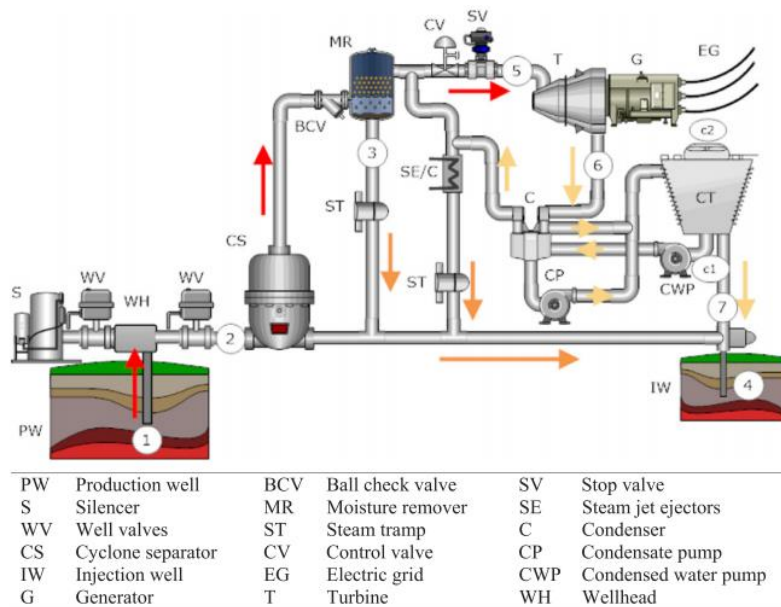 SV
CV
MR
T
G
EG
5
BCV
c2
3
6
SE/C
C
CT
ST
CS
ST
CP
c1
CWP
WV
WV
S
WH
7
2
IW
4
PW
1
PW Production well BCV Ball check valve SV Stop valve
S Silencer MR Moisture remover SE Steam jet ejectors
WV Well valves ST Steam tramp C Condenser
CS Cyclone separator CV Control valve CP Condensate pump
IW Injection well EG Electric grid CWP Condensed water pump
G Generator T Turbine WH Wellhead